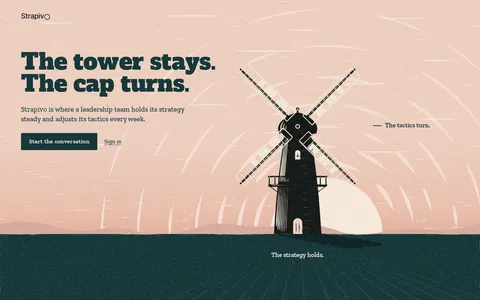 Strapivo
The tower stays.
The cap turns.
Strapivo is where a leadership team holds its strategy
steady and adjusts its tactics every week.
Start the conversation
Sign in
The tactics turn.
The strategy holds.